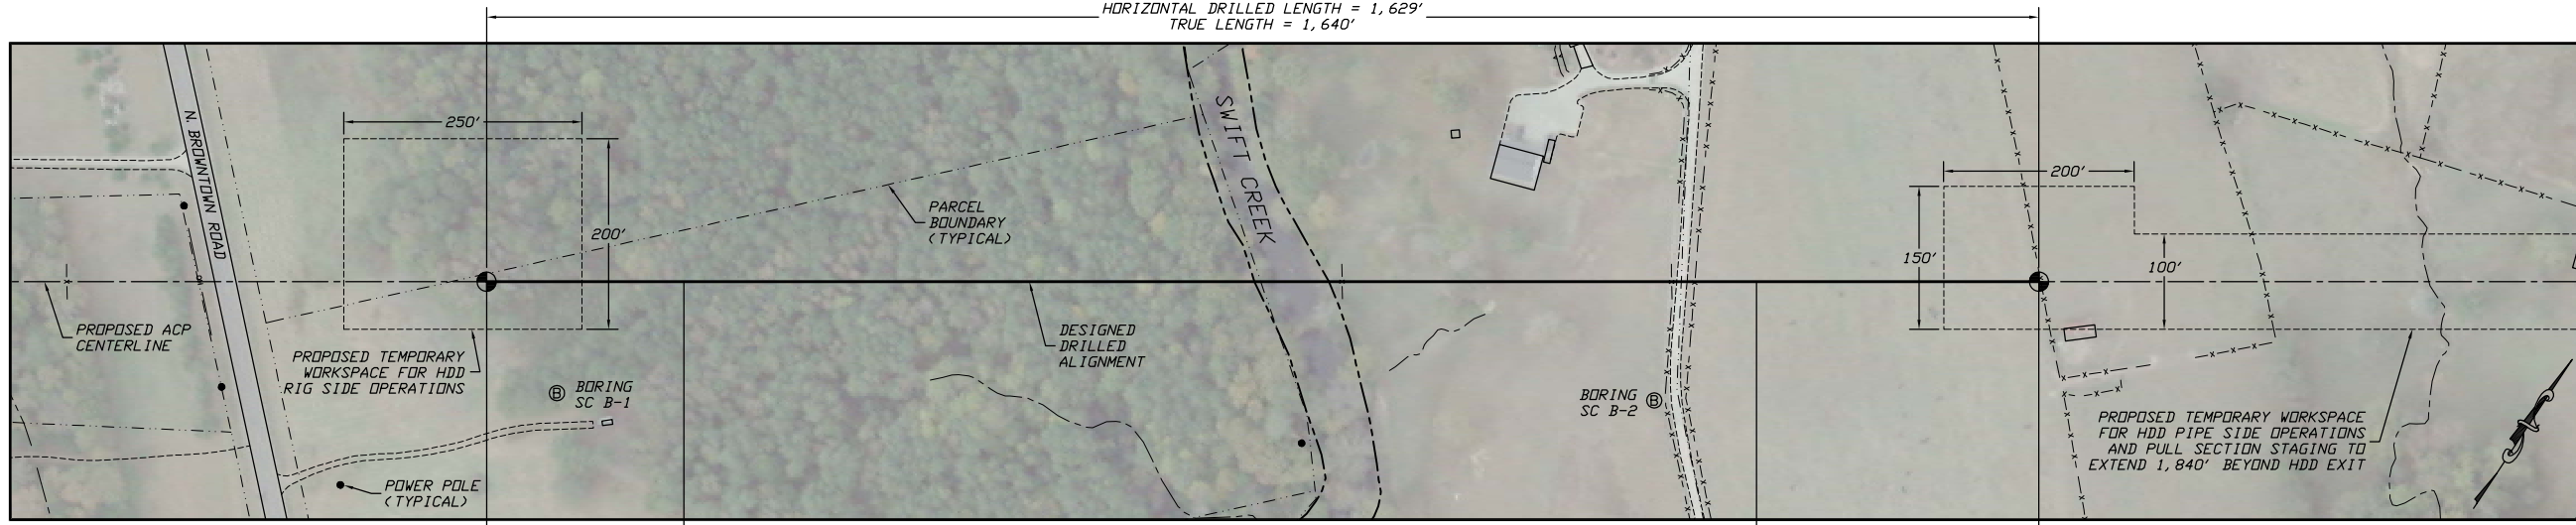 HORIZONTAL DRILLED LENGTH = 1,629'
TRUE LENGTH = 1,640'
N. BROWNTOWN ROAD
250'
200'
PARCEL
BOUNDARY
(TYPICAL)
SWIFT CREEK
200'
150'
100'
PROPOSED ACP
CENTERLINE
PROPOSED TEMPORARY
WORKSPACE FOR HDD
RIG SIDE OPERATIONS
B
BORING
SC B-1
DESIGNED
DRILLED
ALIGNMENT
BORING
SC B-2
B
POWER POLE
(TYPICAL)
PROPOSED TEMPORARY WORKSPACE
FOR HDD PIPE SIDE OPERATIONS
AND PULL SECTION STAGING TO
EXTEND 1,840' BEYOND HDD EXIT